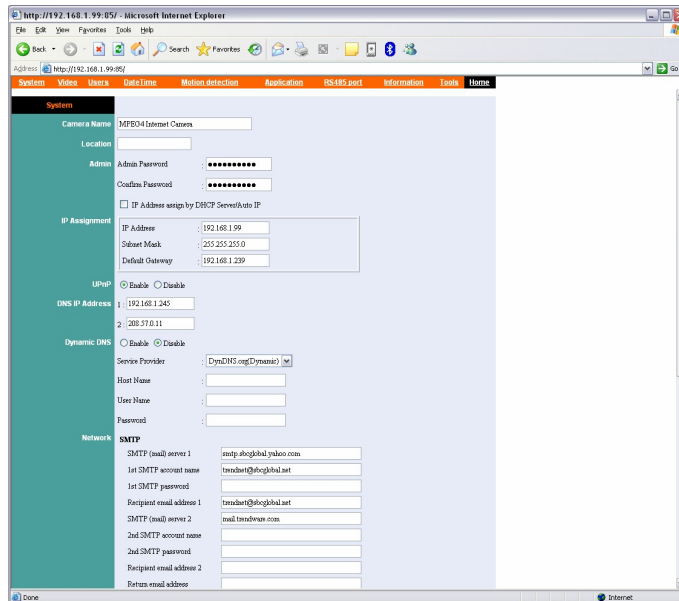 http://192.168.1.99:85/ - Microsoft Internet Explorer
File Edit View Favorites Tools Help
Back Search Favorites
Address http://192.168.1.99:85/ Go
System Video Users DateTime Motion detection Application RS485 port Information Tools Home
System
Camera Name MPEG4 Internet Camera
Location
Admin Admin Password : ●●●●●●●●●●
Confirm Password : ●●●●●●●●●●
IP Address assign by DHCP Server/Auto IP
IP Assignment
IP Address : 192.168.1.99
Subnet Mask : 255.255.255.0
Default Gateway : 192.168.1.239
UPnP Enable Disable
DNS IP Address 1 : 192.168.1.245
2 : 208.57.0.11
Dynamic DNS Enable Disable
Service Provider : DynDNS.org(Dynamic)
Host Name :
User Name :
Password :
Network SMTP
SMTP (mail) server 1 smtp.sbcglobal.yahoo.com
1st SMTP account name trendnet@sbcglobal.net
1st SMTP password
Recipient email address 1 trendnet@sbcglobal.net
SMTP (mail) server 2 mail.trendware.com
2nd SMTP account name
2nd SMTP password
Recipient email address 2
Return email address
Done Internet